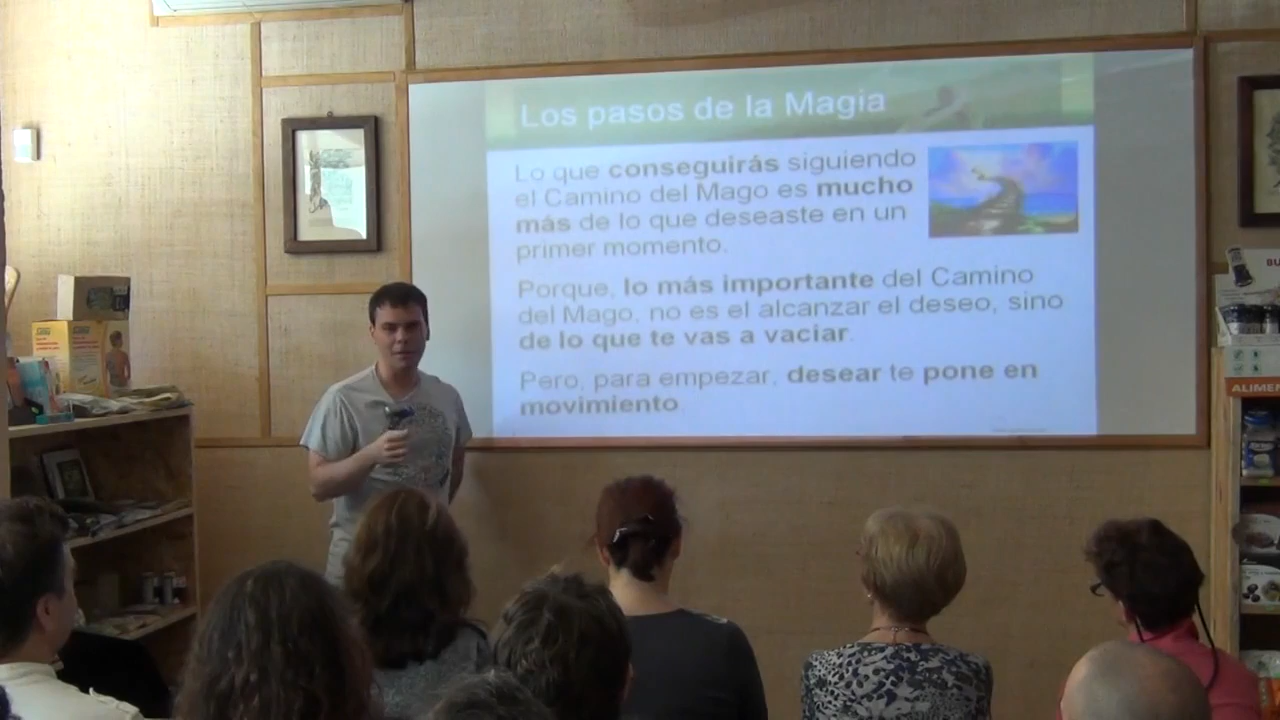 Los pasos de la Magia
Lo que conseguirás siguiendo
el Camino del Mago es mucho
más de lo que deseaste en un
primer momento.
Porque, lo más importante del Camino
del Mago, no es el alcanzar el deseo, sino
de lo que te vas a vaciar.
Pero, para empezar, desear te pone en
movimiento
BU
ALIMEN